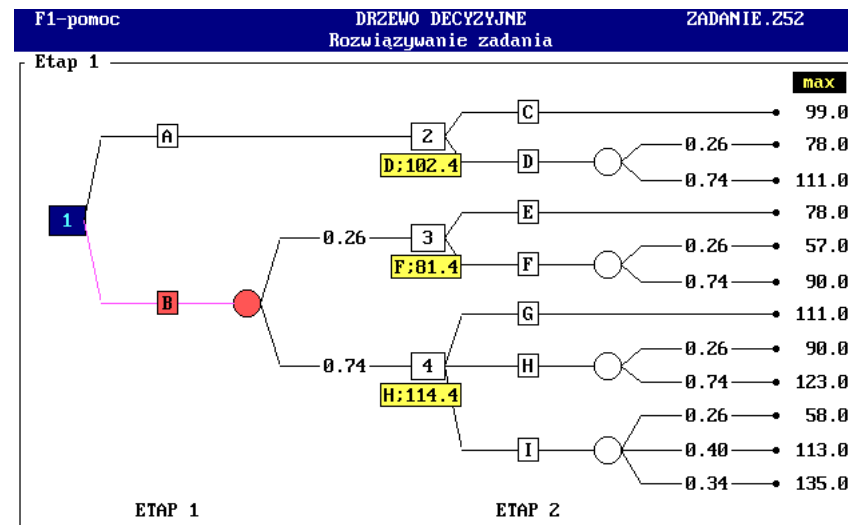 F1-pomoc DRZEWO DECYZYJNE ZADANIE.Z52
Rozwiązywanie zadania
Etap 1
max
C 99.0
A 2 0.26 78.0
D;102.4 D
0.74 111.0
1 E 78.0
0.26 3 0.26 57.0
F;81.4 F
0.74 90.0
B G 111.0
0.26 90.0
0.74 4 H
0.74 123.0
H;114.4
0.26 58.0
I 0.40 113.0
0.34 135.0
ETAP 1 ETAP 2